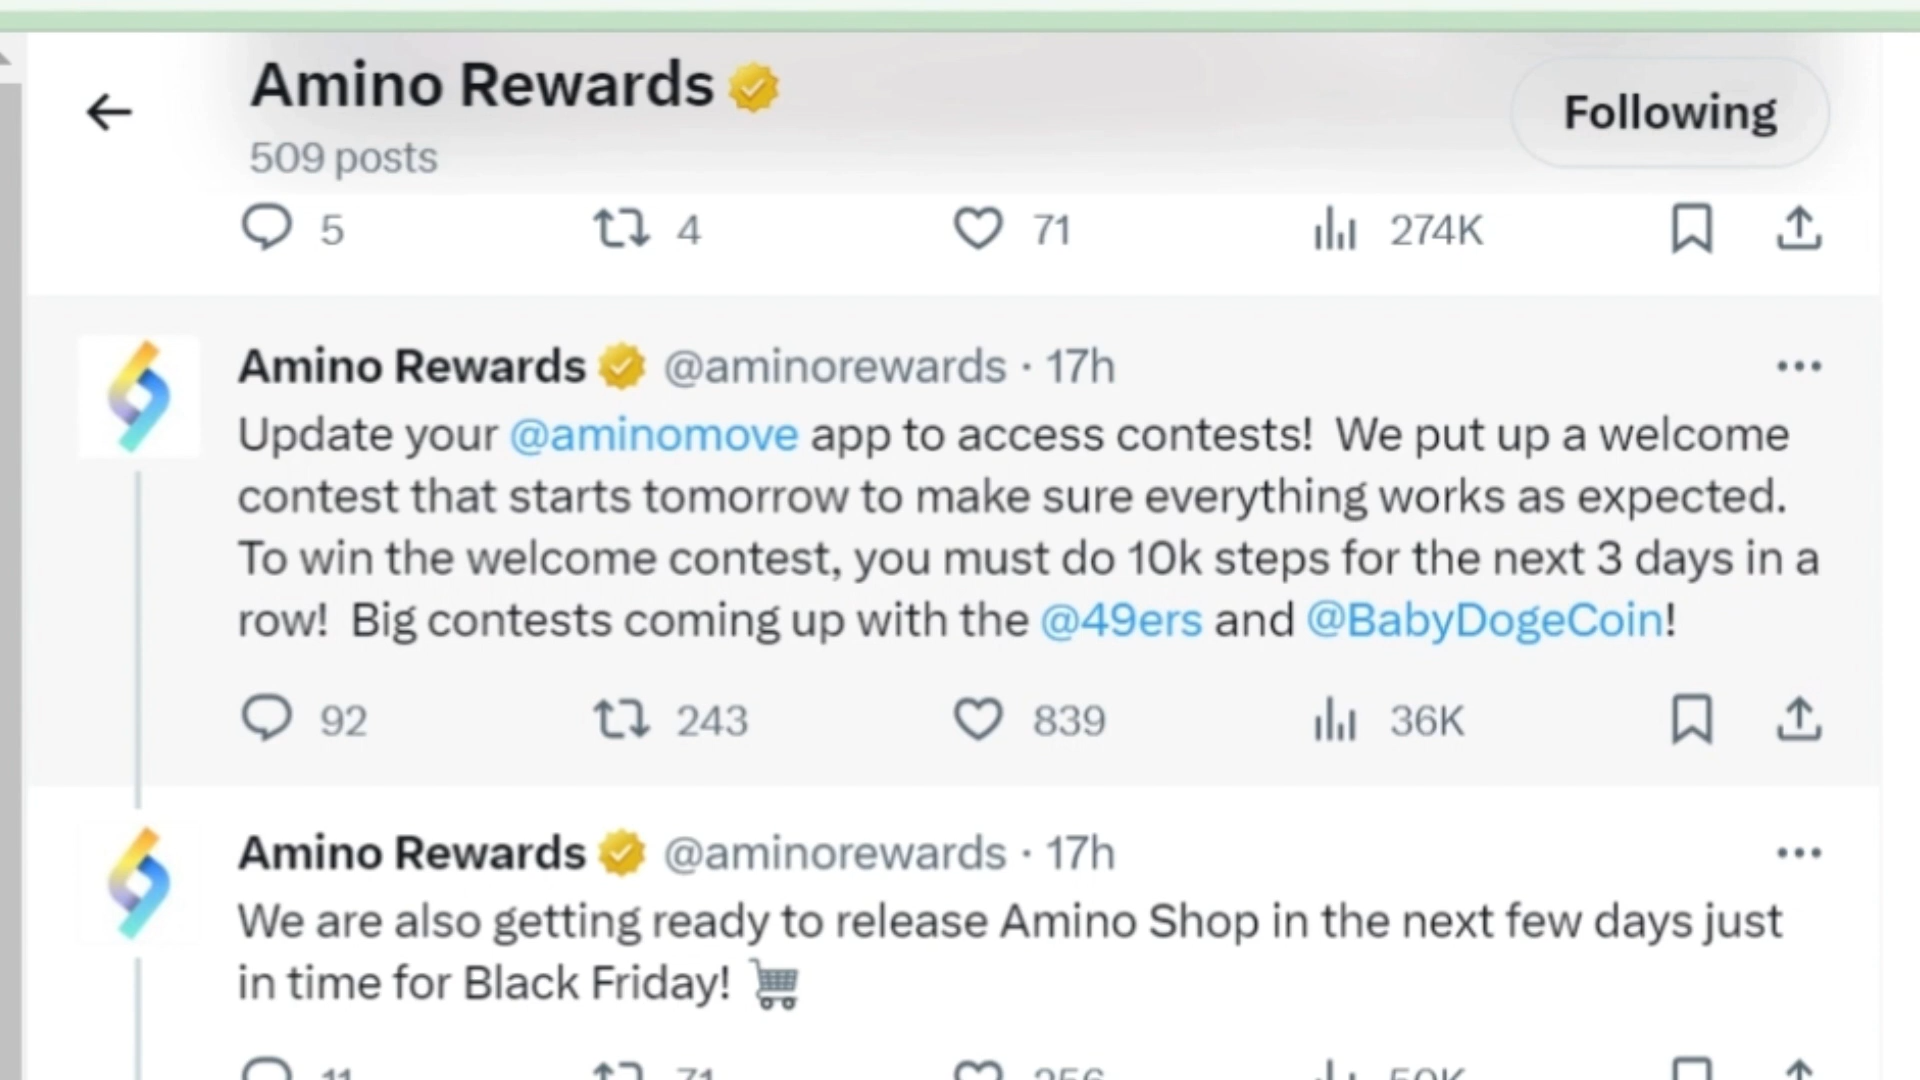 Amino Rewards
Following
509 posts
5 4 71 274K
Amino Rewards @aminorewards · 17h
Update your @aminomove app to access contests! We put up a welcome
contest that starts tomorrow to make sure everything works as expected.
To win the welcome contest, you must do 10k steps for the next 3 days in a
row! Big contests coming up with the @49ers and @BabyDogeCoin!
92 243 839 36K
Amino Rewards @aminorewards · 17h
We are also getting ready to release Amino Shop in the next few days just
in time for Black Friday!